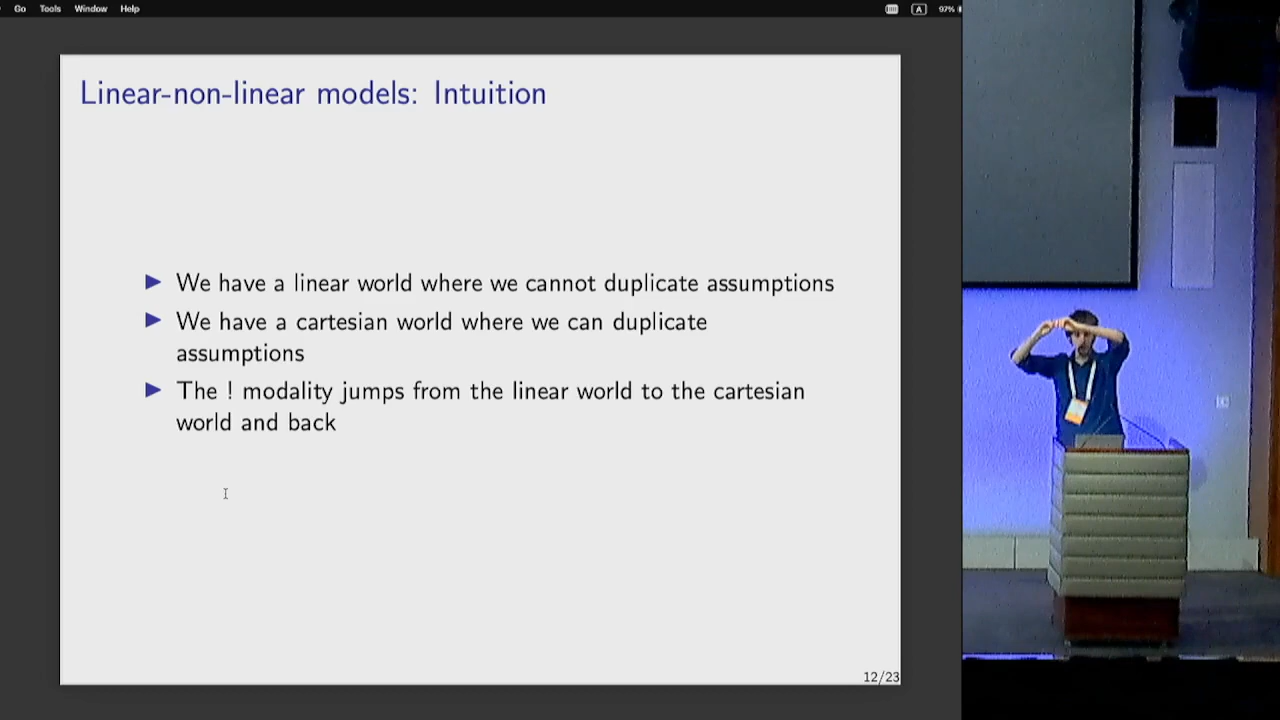 Go Tools Window Help A 97%
Linear-non-linear models: Intuition
We have a linear world where we cannot duplicate assumptions
We have a cartesian world where we can duplicate
assumptions
The ! modality jumps from the linear world to the cartesian
world and back
12/23